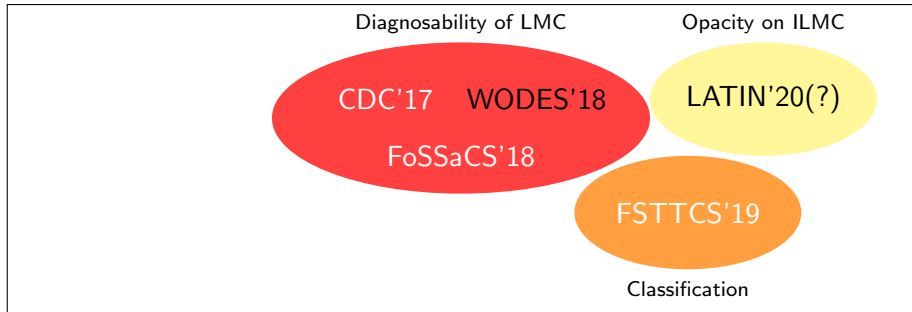 Diagnosability of LMC
Opacity on ILMC
CDC'17 WODES'18
LATIN'20(?)
FoSSaCS'18
FSTTCS'19
Classification